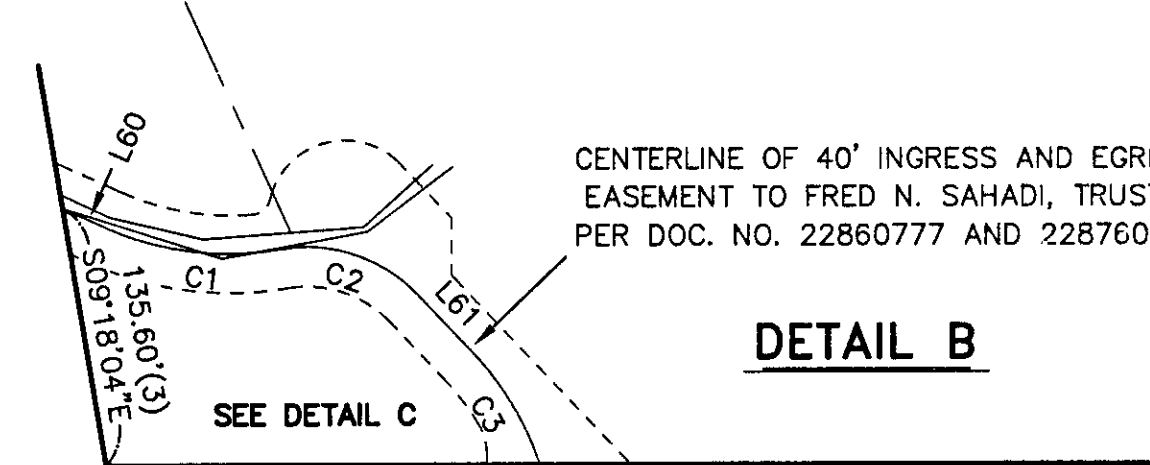 L60
CENTERLINE OF 40' INGRESS AND EGR
EASEMENT TO FRED N. SAHADI, TRUST
PER DOC. NO. 22860777 AND 228760
C1
C2
L61
C3
135.60'(3)
S09°18'04"E
SEE DETAIL C
DETAIL B